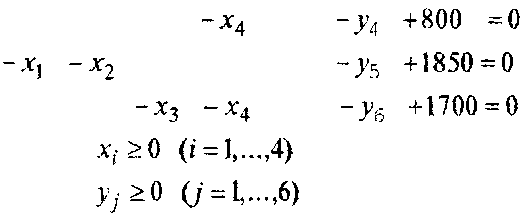 - x₄ - y₄ +800 =0
- x₁ - x₂ - y₅ +1850=0
- x₃ - x₄ - y₆ +1700=0
xᵢ ≥ 0 (i = 1,...,4)
yⱼ ≥ 0 (j = 1,...,6)